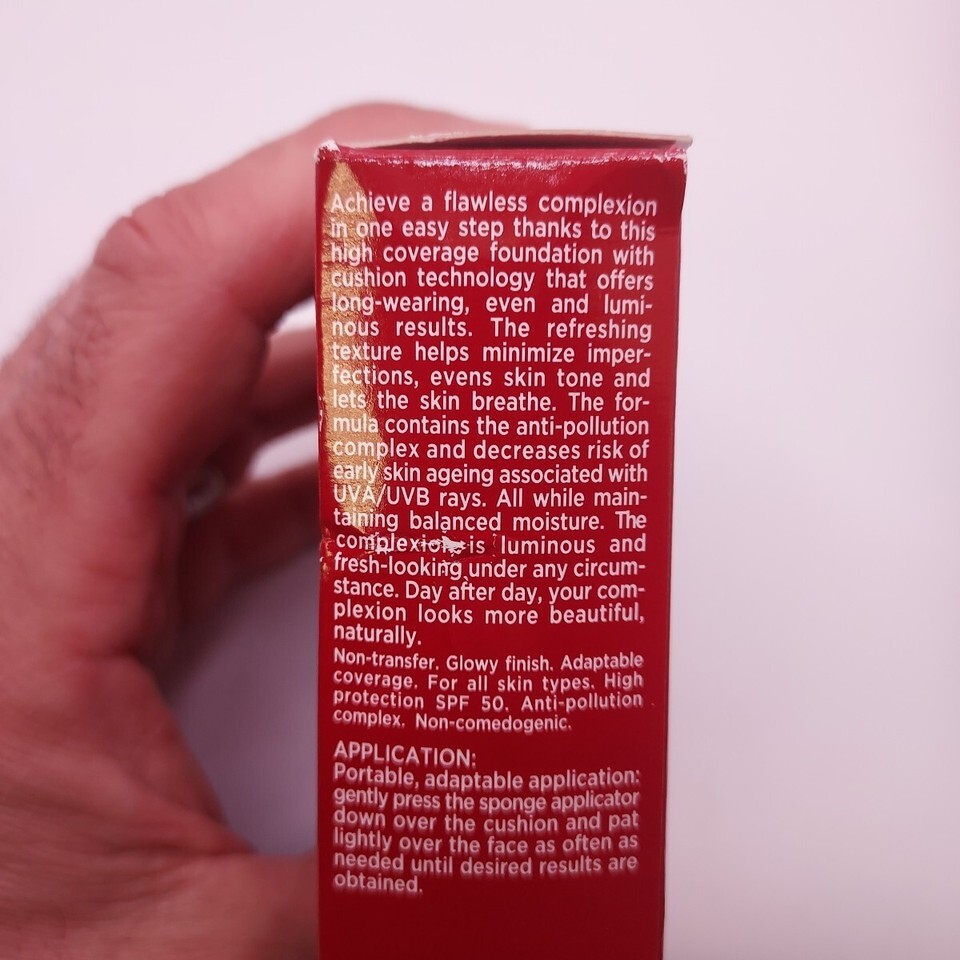 Achieve a flawless complexion
in one easy step thanks to this
high coverage foundation with
cushion technology that offers
long-wearing, even and lumi-
nous results. The refreshing
texture helps minimize imper-
fections, evens skin tone and
lets the skin breathe. The for-
mula contains the anti-pollution
complex and decreases risk of
early skin ageing associated with
UVA/UVB rays. All while main-
taining balanced moisture. The
complexion is luminous and
fresh-looking under any circum-
stance. Day after day, your com-
plexion looks more beautiful,
naturally.
Non-transfer. Glowy finish. Adaptable
coverage. For all skin types. High
protection SPF 50. Anti-pollution
complex. Non-comedogenic.
APPLICATION:
Portable, adaptable application:
gently press the sponge applicator
down over the cushion and pat
lightly over the face as often as
needed until desired results are
obtained.